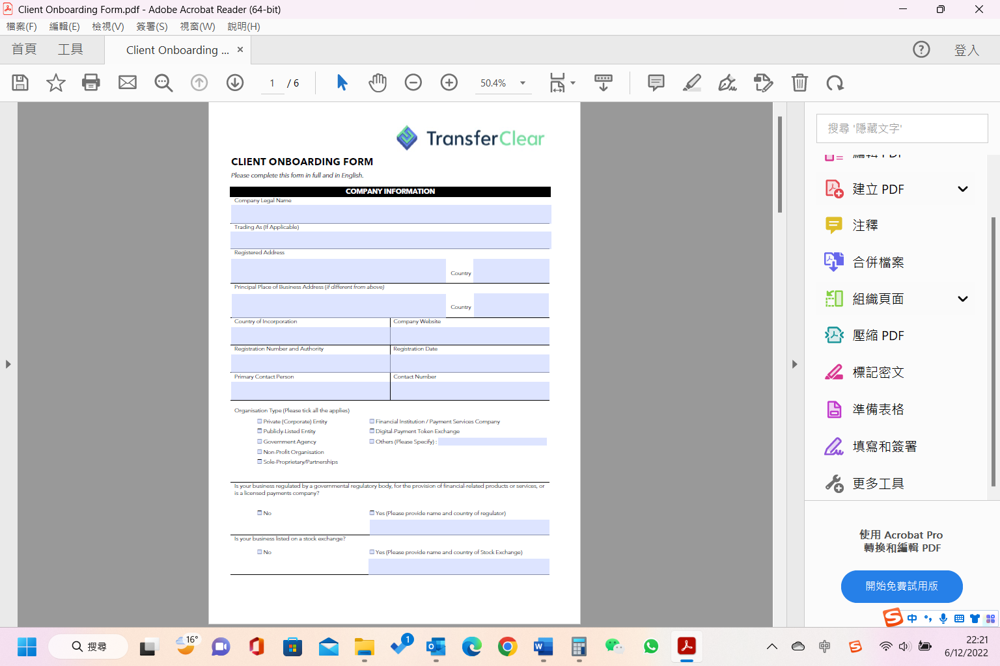 Client Onboarding Form.pdf - Adobe Acrobat Reader (64-bit)
檔案(F) 編輯(E) 檢視(V) 簽署(S) 視窗(W) 說明(H)
首頁 工具 Client Onboarding ... × ? 登入
1 / 6 50.4%
搜尋 '隱藏文字'
編輯 PDF
建立 PDF
注釋
合併檔案
組織頁面
壓縮 PDF
標記密文
準備表格
填寫和簽署
更多工具
使用 Acrobat Pro
轉換和編輯 PDF
開始免費試用版
TransferClear
CLIENT ONBOARDING FORM
Please complete this form in full and in English.
COMPANY INFORMATION
Company Legal Name
Trading As (If Applicable)
Registered Address
Country
Principal Place of Business Address (if different from above)
Country
Country of Incorporation Company Website
Registration Number and Authority Registration Date
Primary Contact Person Contact Number
Organisation Type (Please tick all the applies)
Private (Corporate) Entity Financial Institution / Payment Services Company
Publicly-Listed Entity Digital-Payment Token Exchange
Government Agency Others (Please Specify) :
Non-Profit Organisation
Sole-Proprietary/Partnerships
Is your business regulated by a governmental regulatory body, for the provision of financial-related products or services, or
is a licensed payments company?
No Yes (Please provide name and country of regulator)
Is your business listed on a stock exchange?
No Yes (Please provide name and country of Stock Exchange)
中
搜尋 16° 1 中 22:21
6/12/2022